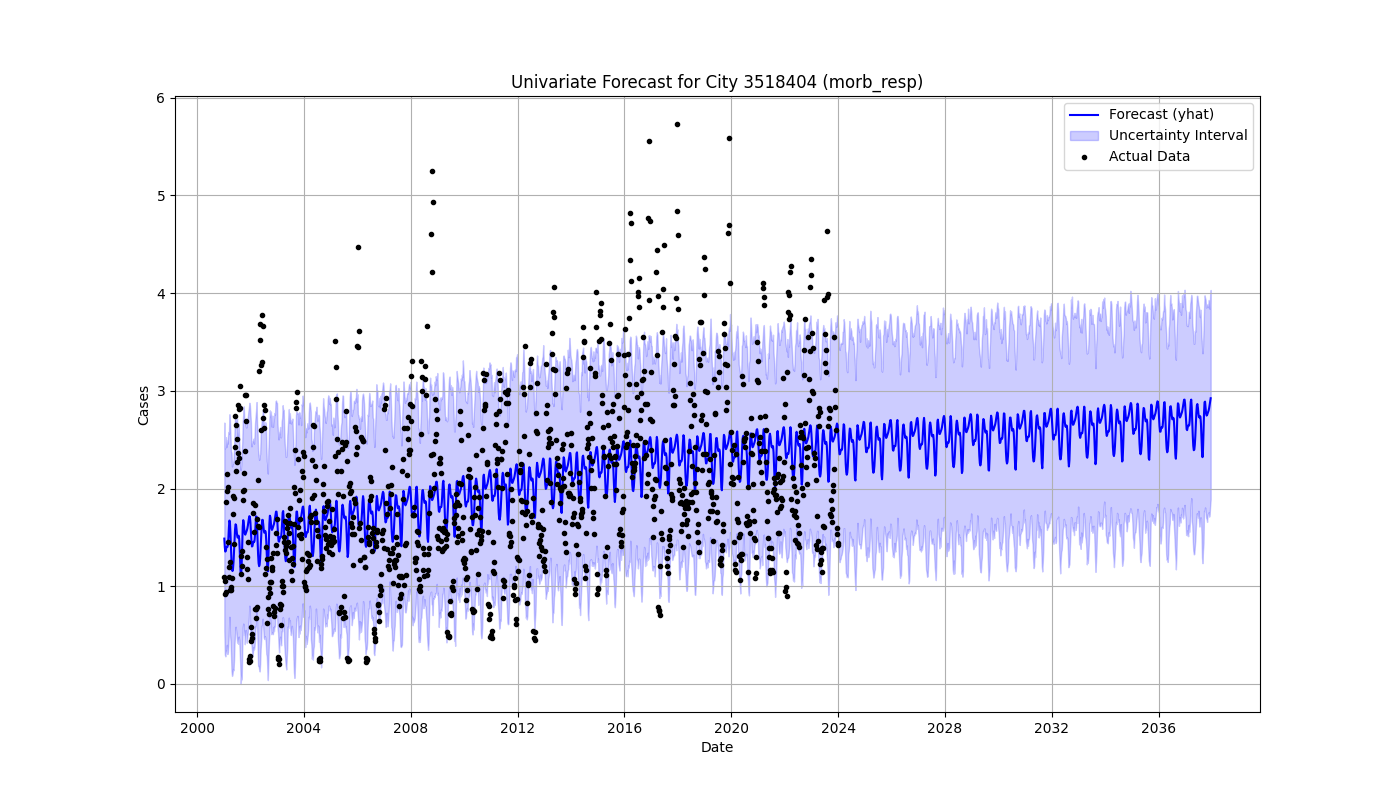 Univariate Forecast for City 3518404 (morb_resp)
Forecast (yhat)
Uncertainty Interval
Actual Data
Cases
6
5
4
3
2
1
0
2000 2004 2008 2012 2016 2020 2024 2028 2032 2036
Date